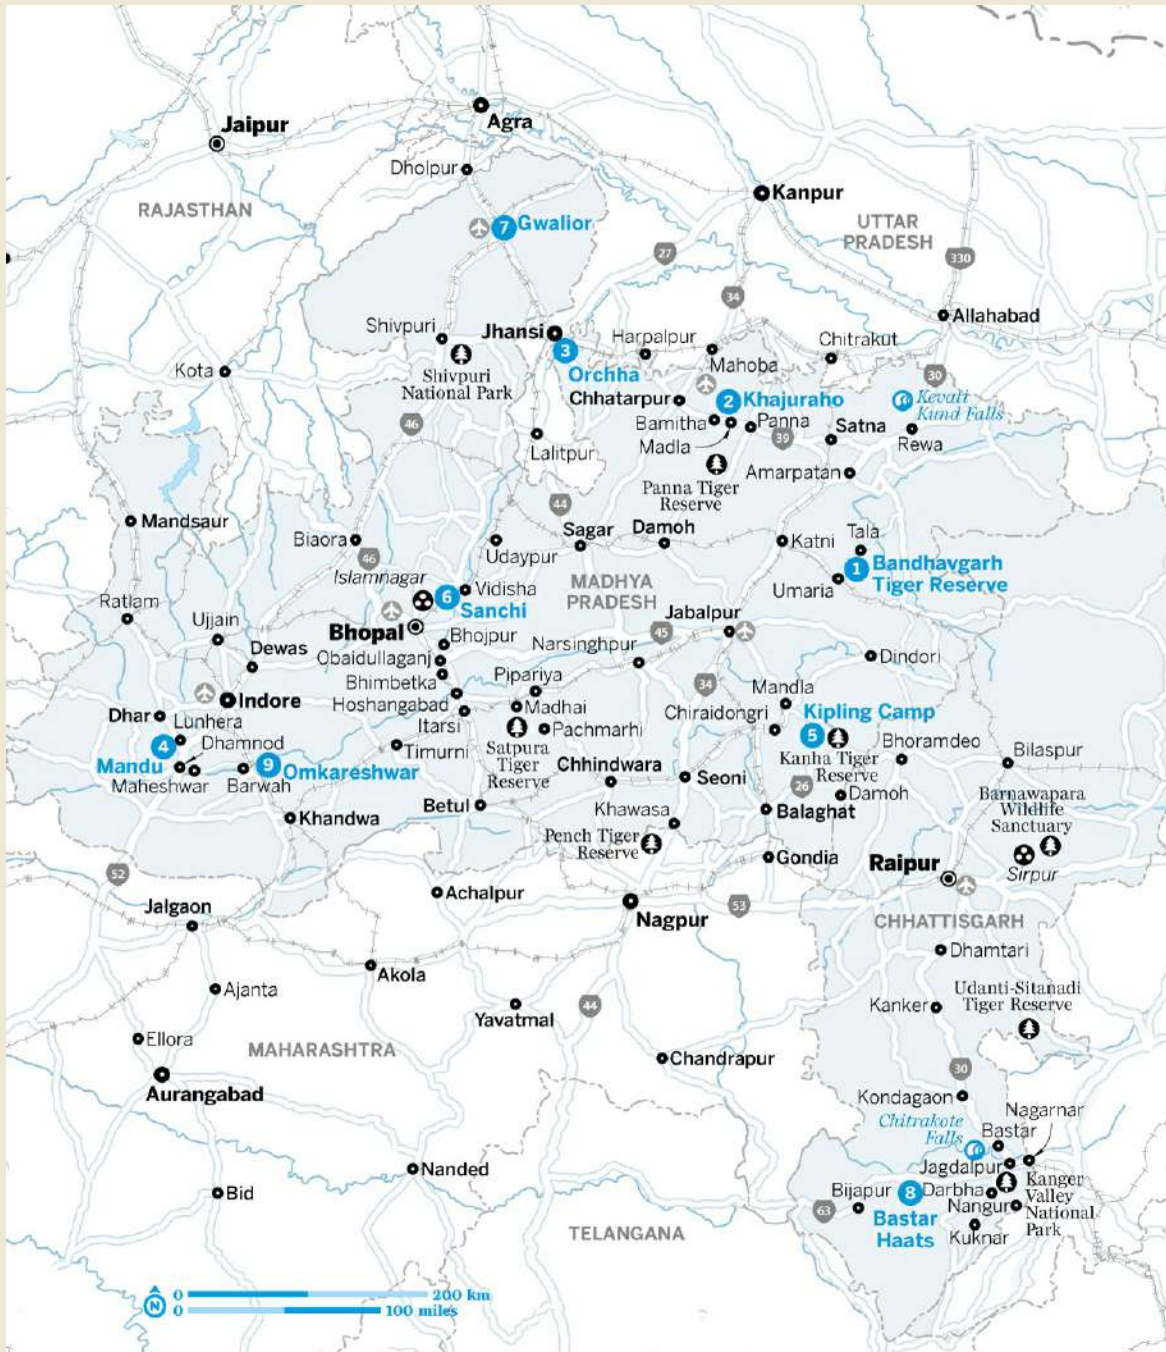 Jaipur
Agra
Dholpur
Kanpur
RAJASTHAN
7 Gwalior
UTTAR
PRADESH
27
330
34
Allahabad
Shivpuri
Jhansi
Harpalpur
Chitrakut
3
Orchha
Mahoba
Kota
Shivpuri
National Park
30
Chhatarpur
2 Khajuraho
Kevati
Kund Falls
46
Bamitha
Panna
Madla
39
Satna
Rewa
Lalitpur
Amarpatan
Panna Tiger
Reserve
44
Mandsaur
Biaora
Udaypur
Sagar
Damoh
Katni
Tala
46
Islamnagar
1 Bandhavgarh
Tiger Reserve
Umaria
6
Vidisha
Sanchi
MADHYA
PRADESH
Ratlam
Ujjain
Bhopal
Jabalpur
45
Dewas
Bhojpur
Narsinghpur
Obaidullaganj
Dindori
Bhimbetka
Pipariya
34
Mandla
Indore
Hoshangabad
Madhai
Chiraidongri
Kipling Camp
Dhar
Lunhera
Itarsi
Pachmarhi
5
4
Dhamnod
Timurni
Satpura
Tiger
Reserve
Kanha Tiger
Reserve
Bhoramdeo
Bilaspur
Mandu
9 Omkareshwar
Chhindwara
Seoni
Maheshwar
Barwah
26
Damoh
Barnawapara
Wildlife
Sanctuary
Betul
Khawasa
Balaghat
Khandwa
Pench Tiger
Reserve
Gondia
Raipur
Sirpur
52
Achalpur
Nagpur
53
Jalgaon
CHHATTISGARH
Akola
Dhamtari
Ajanta
Udanti-Sitanadi
Tiger Reserve
Yavatmal
44
Kanker
Ellora
MAHARASHTRA
Chandrapur
30
Aurangabad
Kondagaon
Nagarnar
Chitrakote
Falls
Bastar
Nanded
Jagdalpur
Bid
Bijapur
8
Darbha
Kanger
Valley
National
Park
63
Bastar
Haats
Nangur
TELANGANA
Kuknar
N
0 200 km
0 100 miles